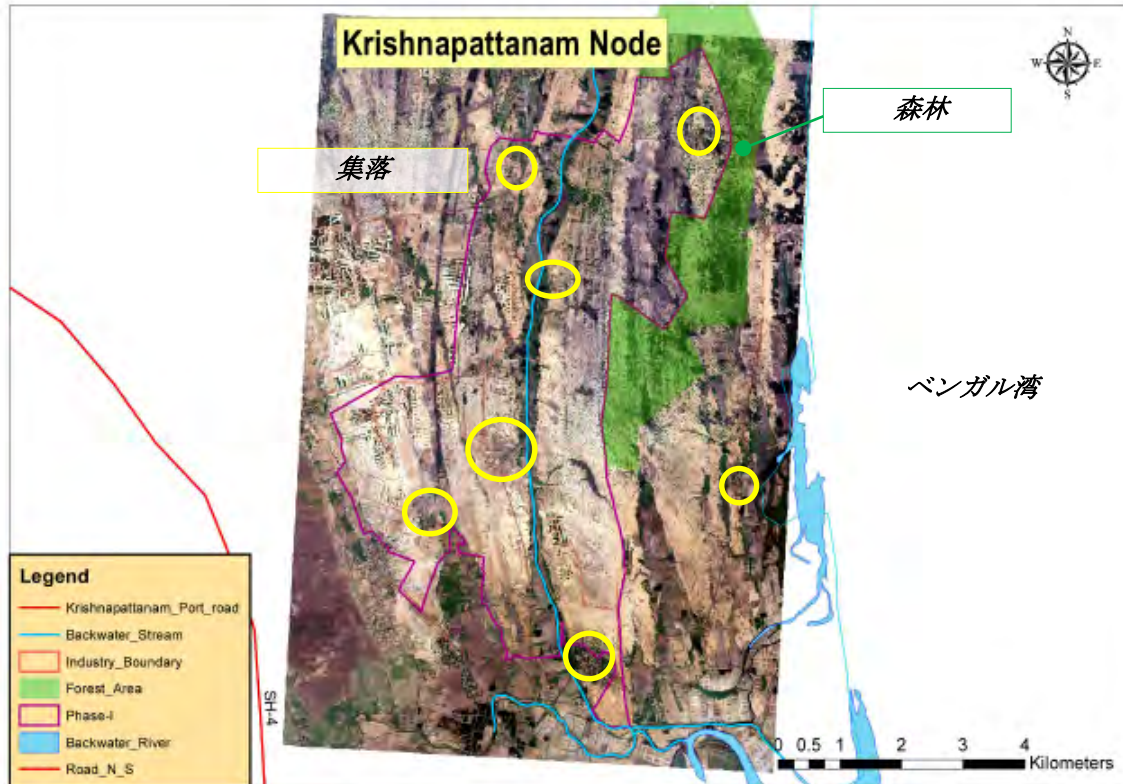 Krishnapattanam Node
N
W E
S
森林
集落
ベンガル湾
Legend
Krishnapattanam_Port_road
Backwater_Stream
Industry_Boundary
Forest_Area
Phase-I
Backwater_River
Road_N_S
SH-4
0 0.5 1 2 3 4
Kilometers